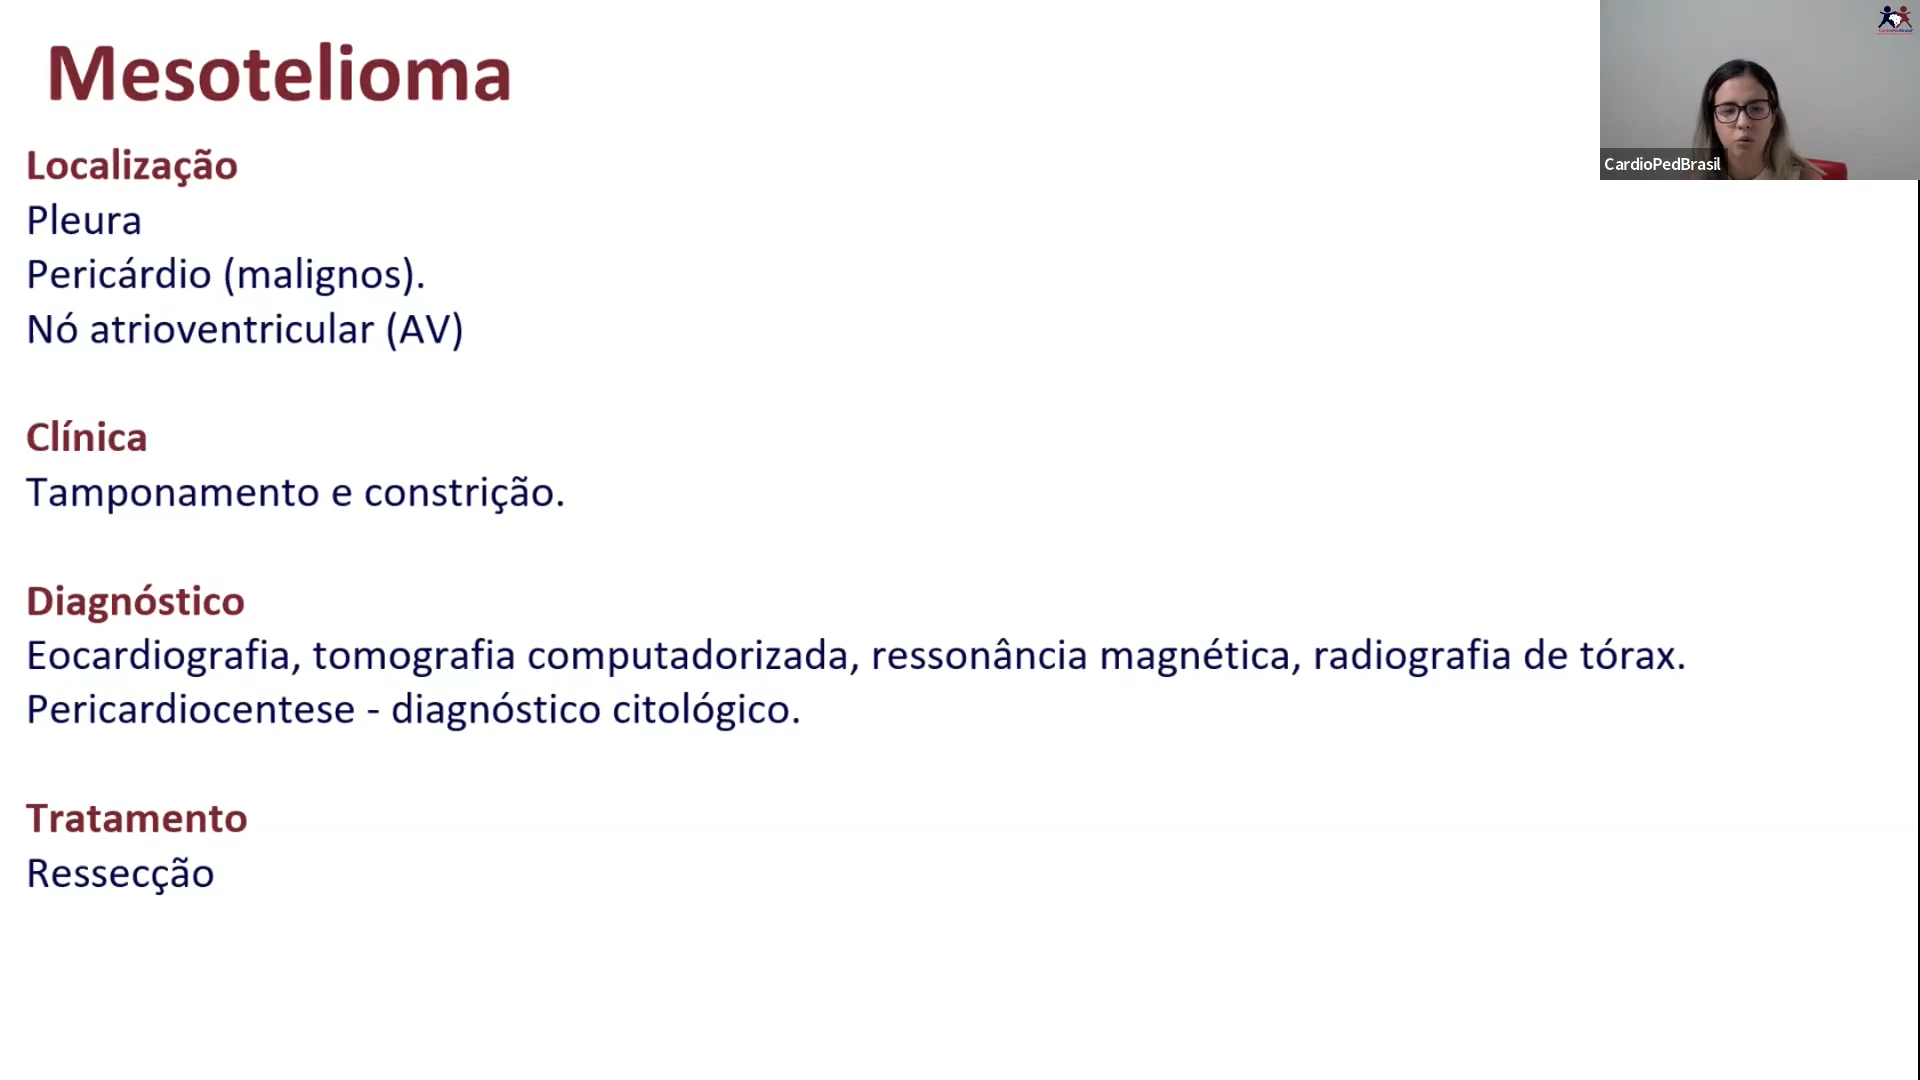 Mesotelioma
Localização
Pleura
Pericárdio (malignos).
Nó atrioventricular (AV)
Clínica
Tamponamento e constrição.
Diagnóstico
Eocardiografia, tomografia computadorizada, ressonância magnética, radiografia de tórax.
Pericardiocentese - diagnóstico citológico.
Tratamento
Ressecção
CardioPedBrasil